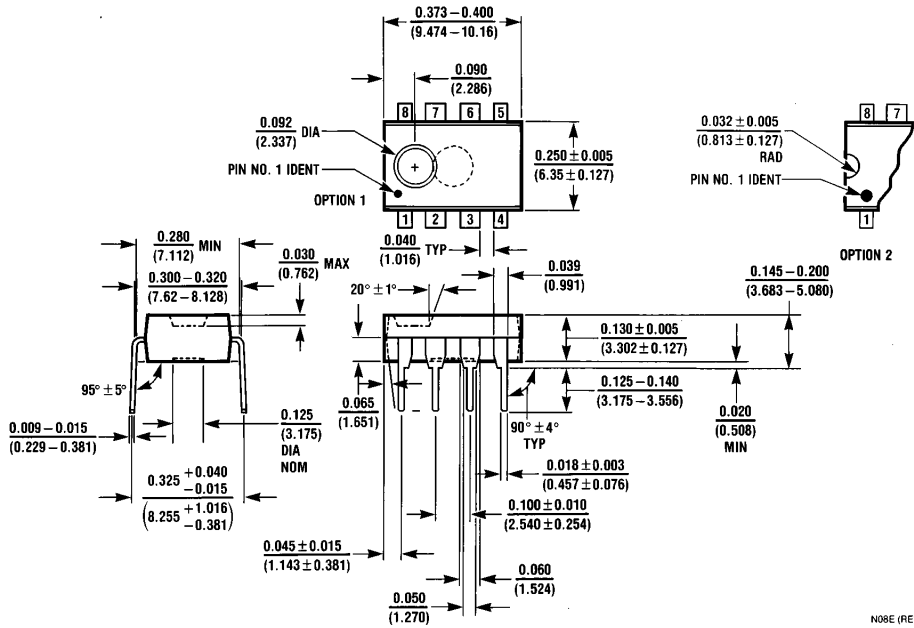 0.373 – 0.400
(9.474 – 10.16)
0.090
(2.286)
8 7 6 5
0.092 DIA
(2.337)
PIN NO. 1 IDENT
OPTION 1
1 2 3 4
0.250 ± 0.005
(6.35 ± 0.127)
0.032 ± 0.005
(0.813 ± 0.127)
RAD
PIN NO. 1 IDENT
8 7
1
OPTION 2
0.280 MIN
(7.112)
0.300 – 0.320
(7.62 – 8.128)
0.030 MAX
(0.762)
0.040 TYP
(1.016)
20° ± 1°
0.039
(0.991)
0.145 – 0.200
(3.683 – 5.080)
0.130 ± 0.005
(3.302 ± 0.127)
95° ± 5°
0.009 – 0.015
(0.229 – 0.381)
0.125
(3.175)
DIA
NOM
0.065
(1.651)
90° ± 4°
TYP
0.125 – 0.140
(3.175 – 3.556)
0.020
(0.508)
MIN
0.325 +0.040
–0.015
(8.255 +1.016
–0.381)
0.018 ± 0.003
(0.457 ± 0.076)
0.100 ± 0.010
(2.540 ± 0.254)
0.045 ± 0.015
(1.143 ± 0.381)
0.060
(1.524)
0.050
(1.270)
N08E (RE